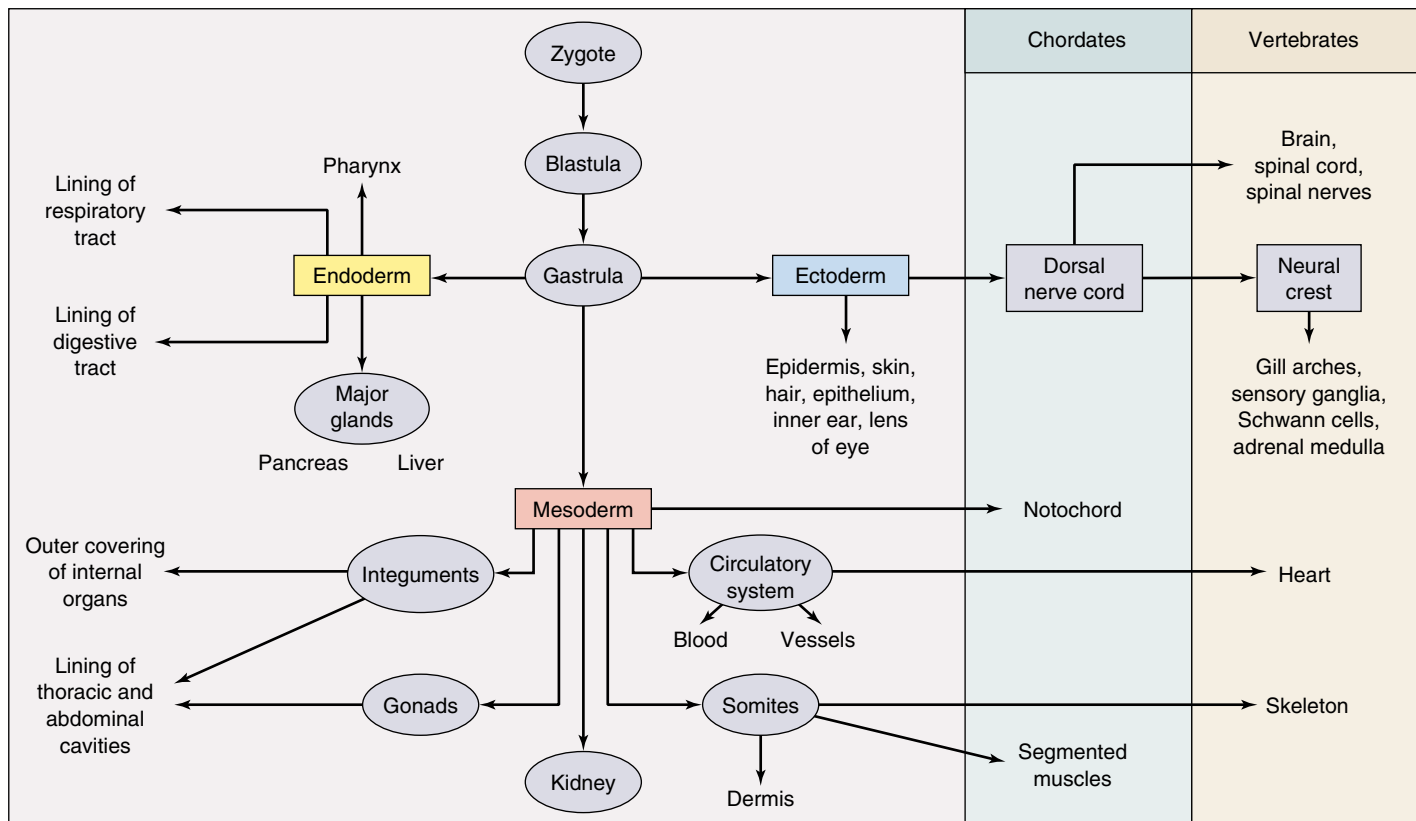 Chordates
Vertebrates
Zygote
Blastula
Gastrula
Pharynx
Lining of
respiratory
tract
Endoderm
Lining of
digestive
tract
Major
glands
Pancreas
Liver
Ectoderm
Epidermis, skin,
hair, epithelium,
inner ear, lens
of eye
Dorsal
nerve cord
Brain,
spinal cord,
spinal nerves
Neural
crest
Gill arches,
sensory ganglia,
Schwann cells,
adrenal medulla
Mesoderm
Notochord
Outer covering
of internal
organs
Integuments
Circulatory
system
Heart
Blood
Vessels
Lining of
thoracic and
abdominal
cavities
Gonads
Somites
Skeleton
Segmented
muscles
Kidney
Dermis